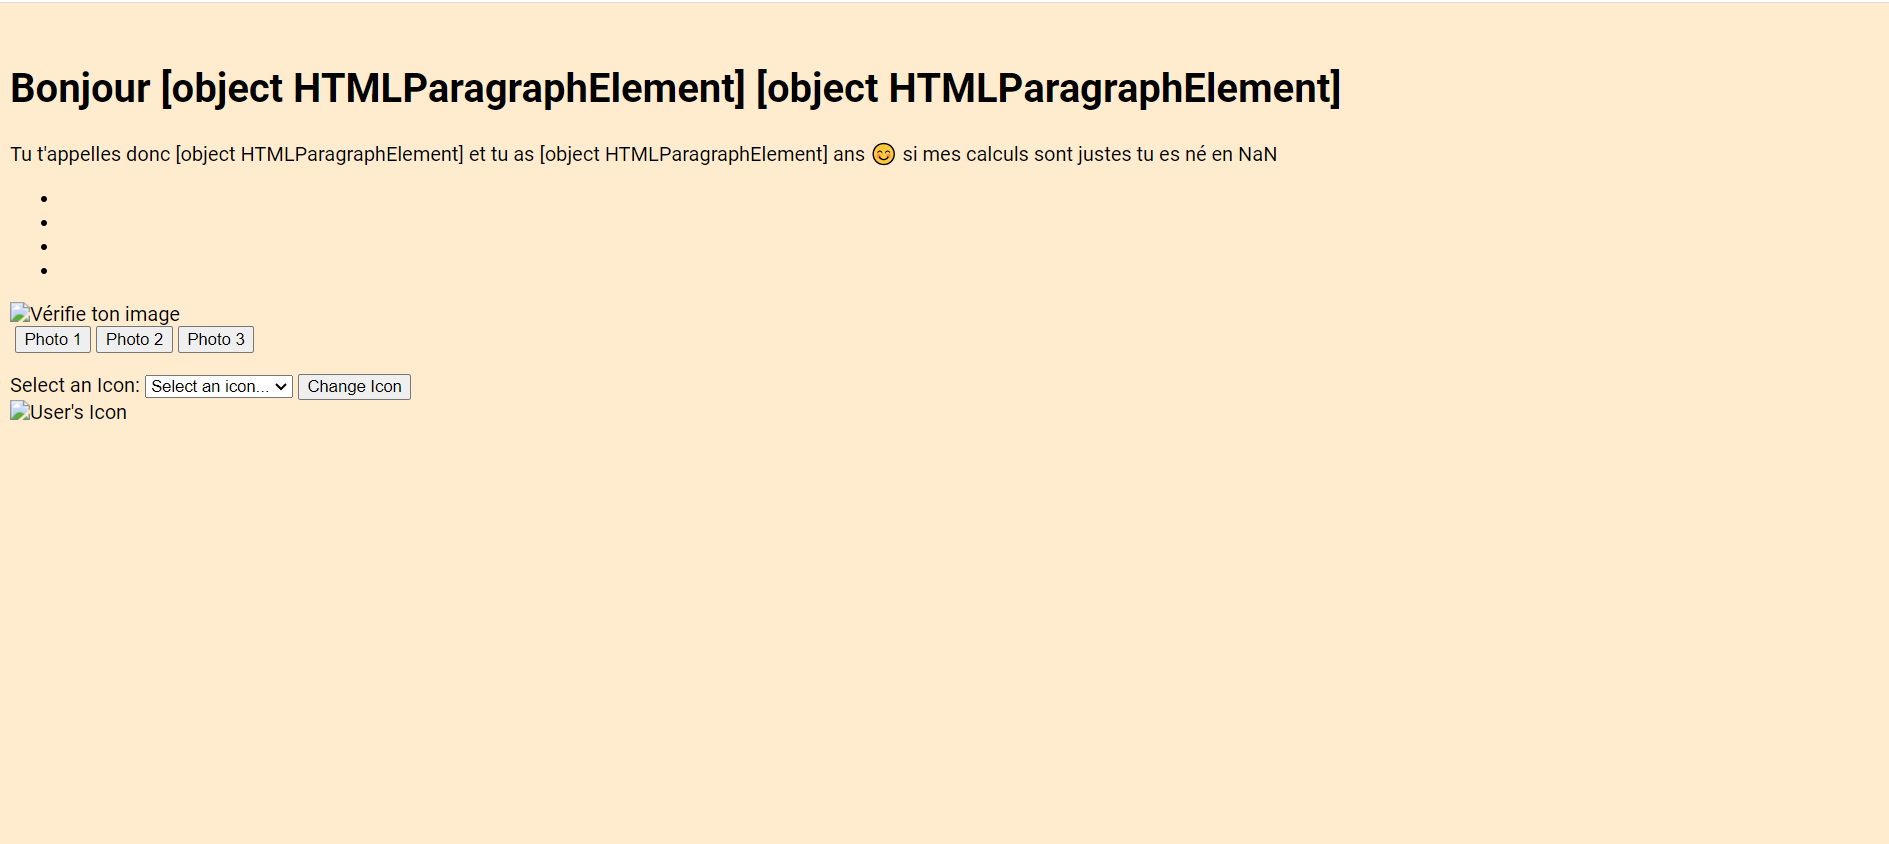 Bonjour [object HTMLParagraphElement] [object HTMLParagraphElement]
Tu t'appelles donc [object HTMLParagraphElement] et tu as [object HTMLParagraphElement] ans 😊 si mes calculs sont justes tu es né en NaN
Vérifie ton image
Photo 1 Photo 2 Photo 3
Select an Icon: Select an icon... Change Icon
User's Icon